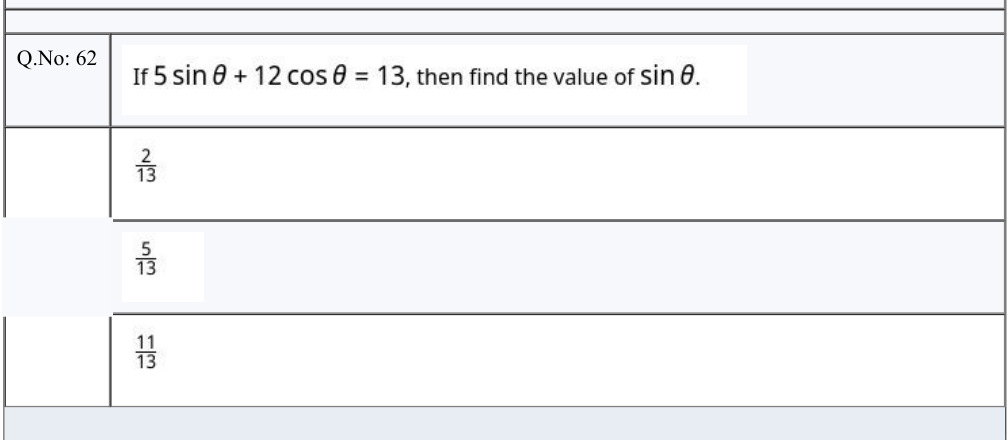 Q.No: 62
If 5 sin θ + 12 cos θ = 13, then find the value of sin θ.
2/13
5/13
11/13